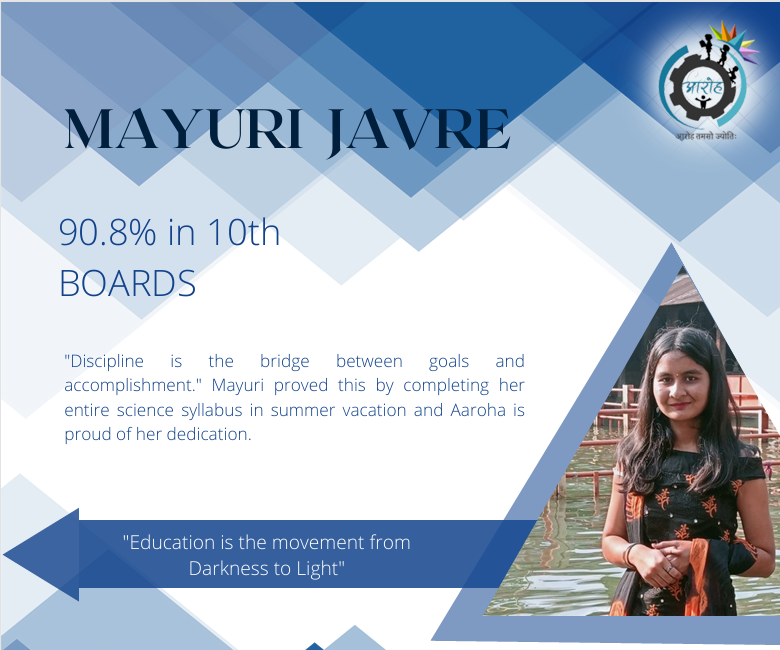 MAYURI JAVRE
आरोह
90.8% in 10th
BOARDS
"Discipline is the bridge between goals and
accomplishment." Mayuri proved this by completing her
entire science syllabus in summer vacation and Aaroha is
proud of her dedication.
"Education is the movement from
Darkness to Light"